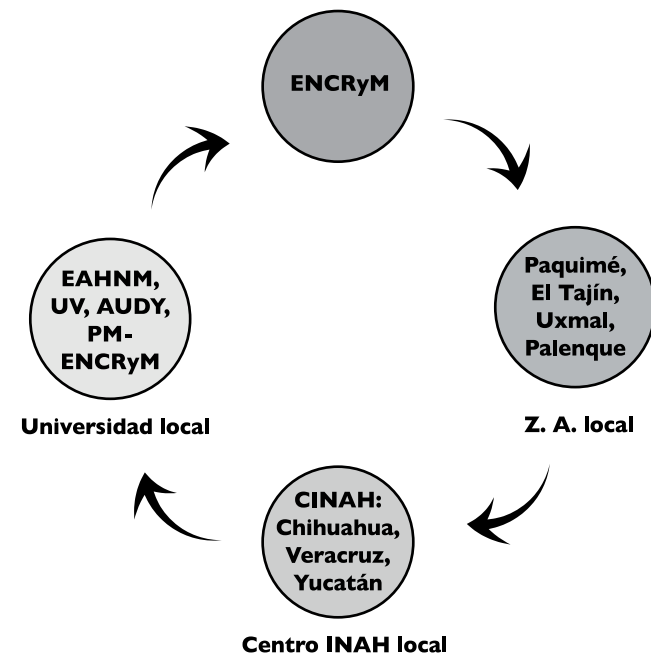 ENCRyM
Paquimé,
El Tajín,
Uxmal,
Palenque
Z. A. local
CINAH:
Chihuahua,
Veracruz,
Yucatán
Centro INAH local
EAHNM,
UV, AUDY,
PM-
ENCRyM
Universidad local